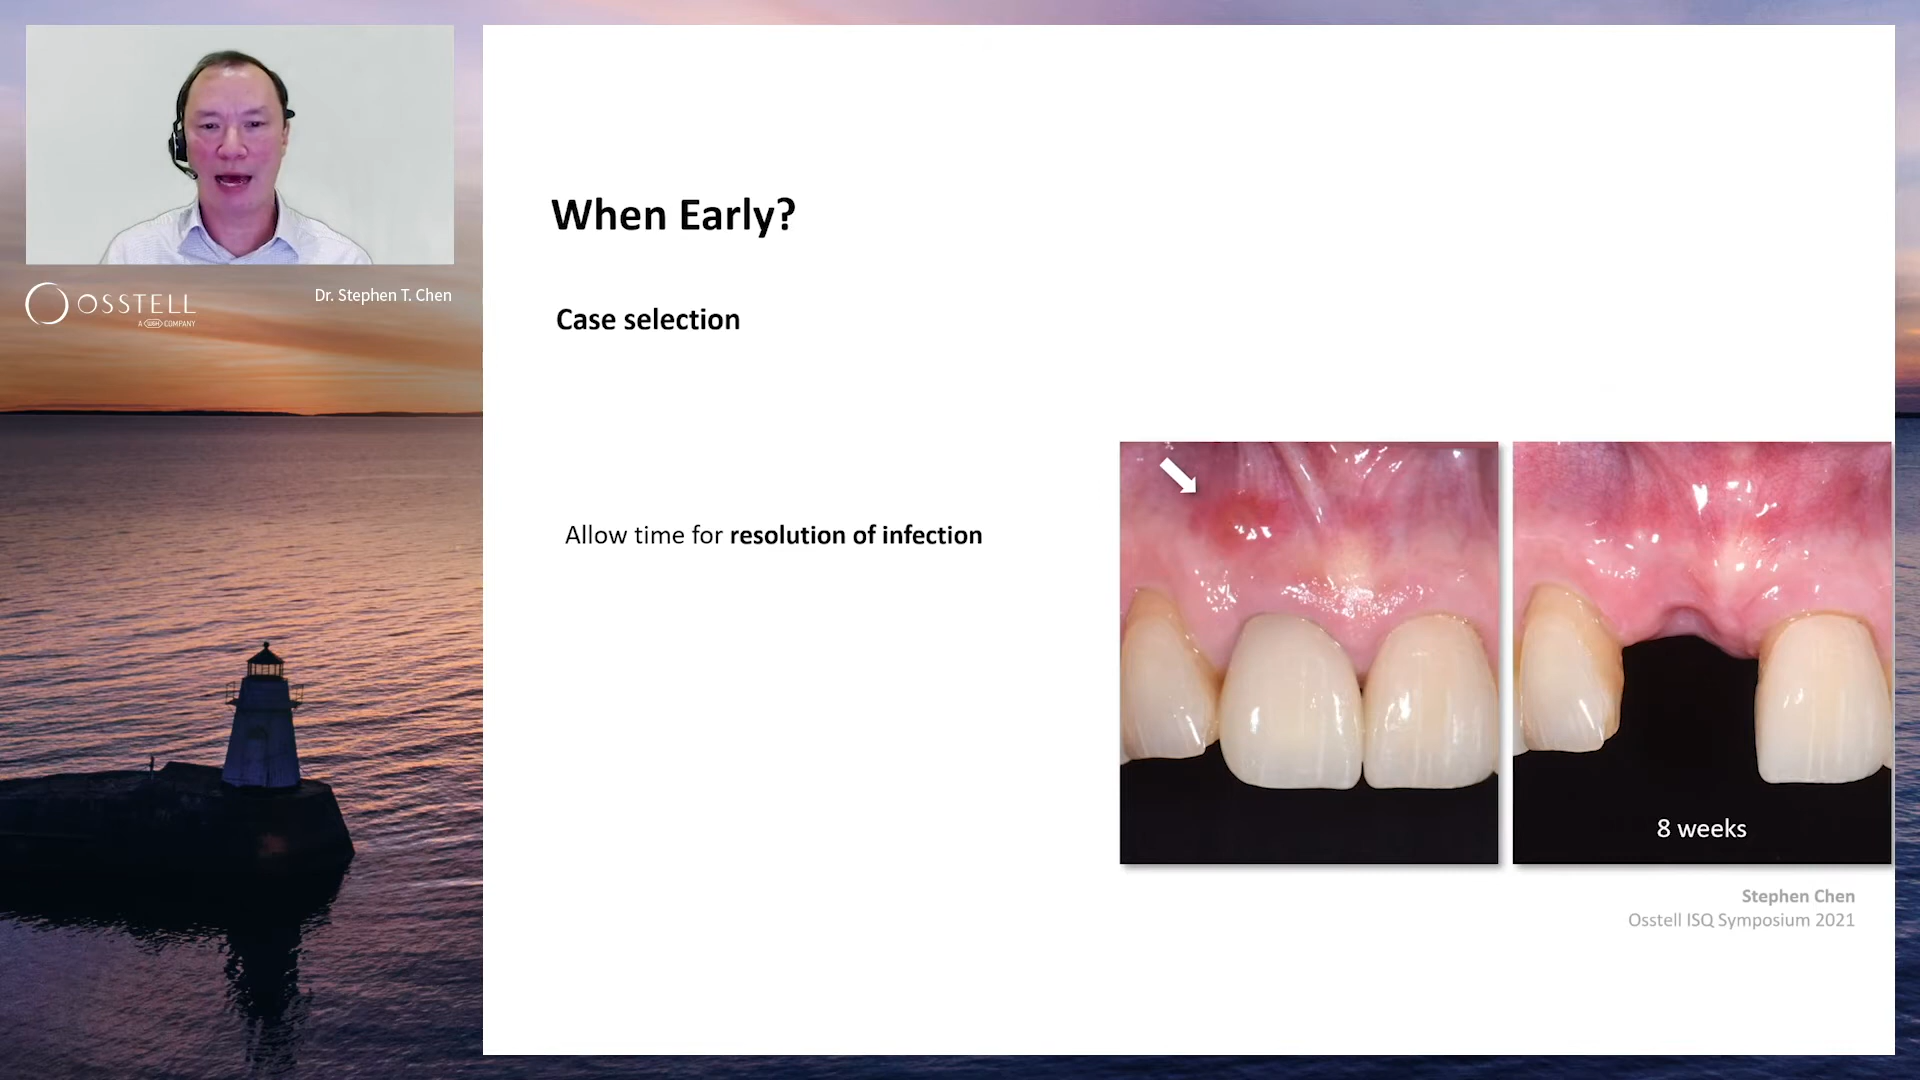 OSSTELL
A W&H COMPANY
Dr. Stephen T. Chen
When Early?
Case selection
Allow time for resolution of infection
8 weeks
Stephen Chen
Osstell ISQ Symposium 2021